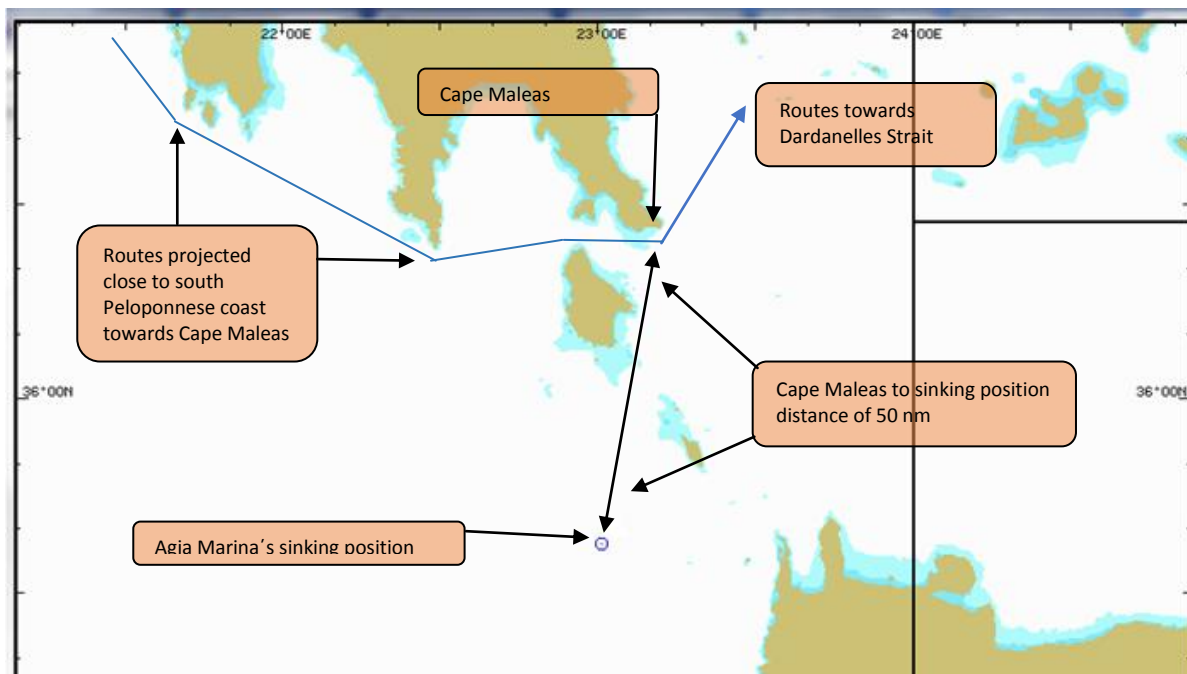 22°00E
23°00E
24°00E
Cape Maleas
Routes towards
Dardanelles Strait
Routes projected
close to south
Peloponnese coast
towards Cape Maleas
36°00N
36°00N
Cape Maleas to sinking position
distance of 50 nm
Agia Marina´s sinking position